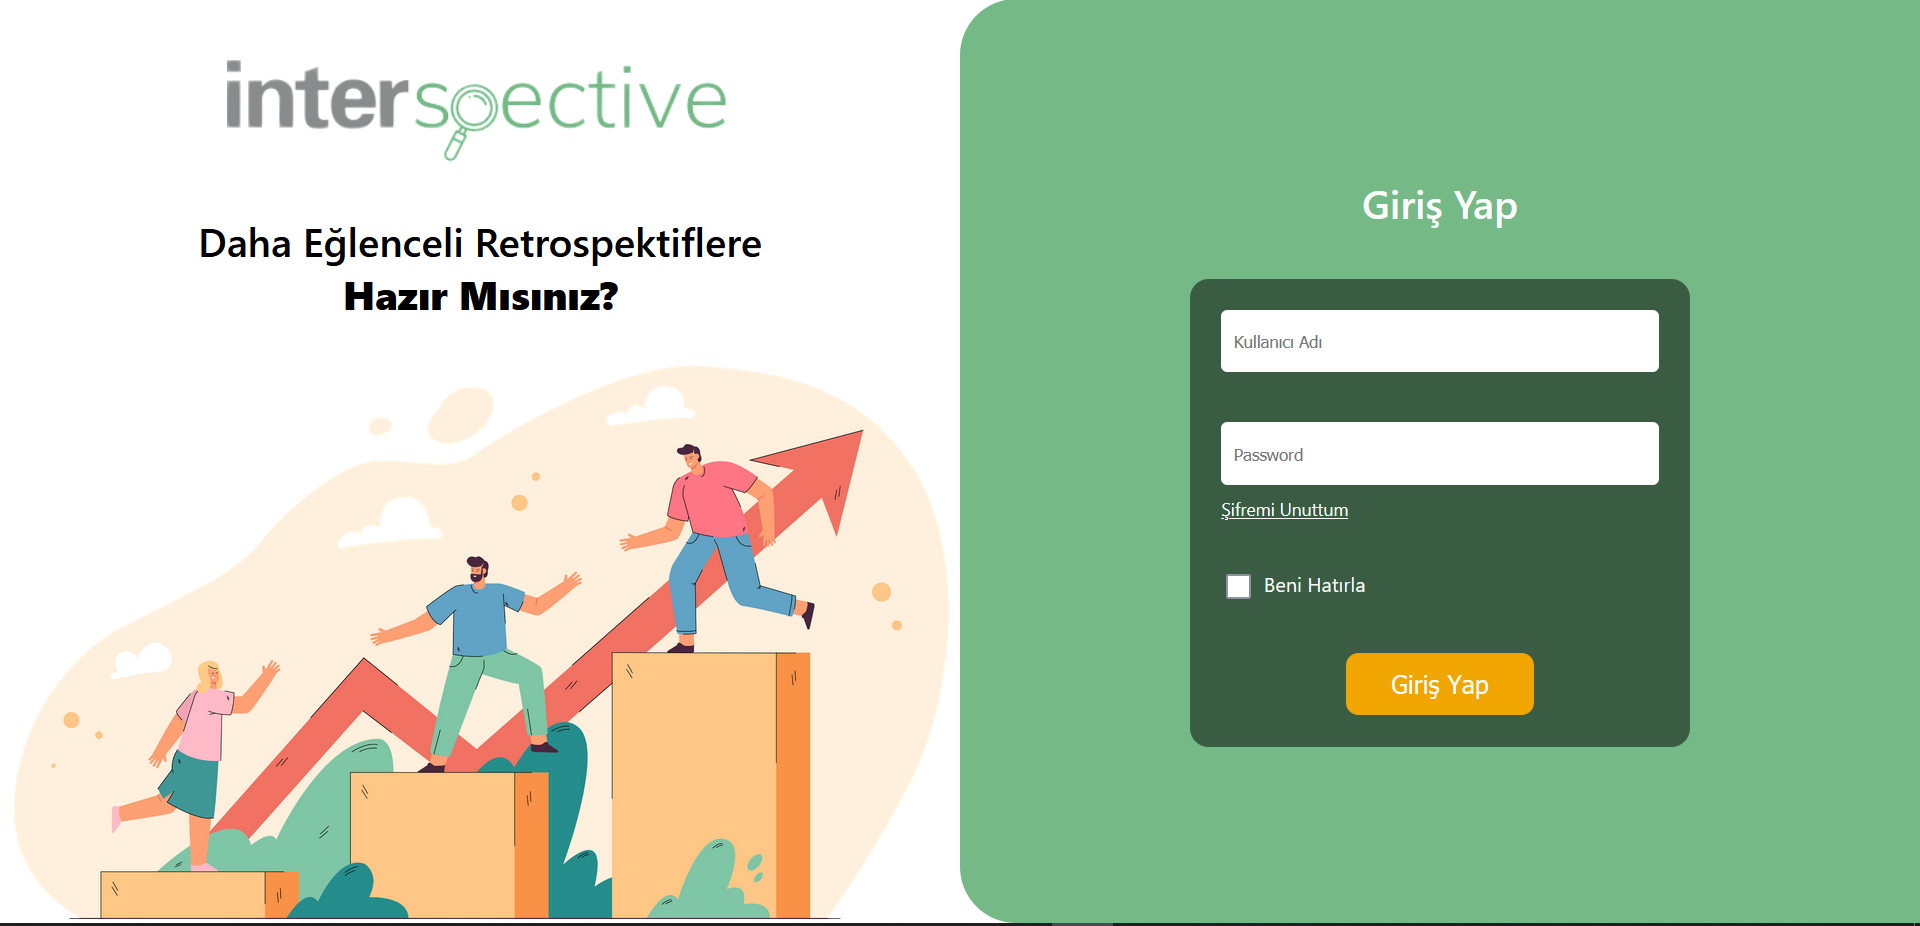 interspective
Daha Eğlenceli Retrospektiflere
Hazır Mısınız?
Giriş Yap
Kullanıcı Adı
Password
Şifremi Unuttum
Beni Hatırla
Giriş Yap